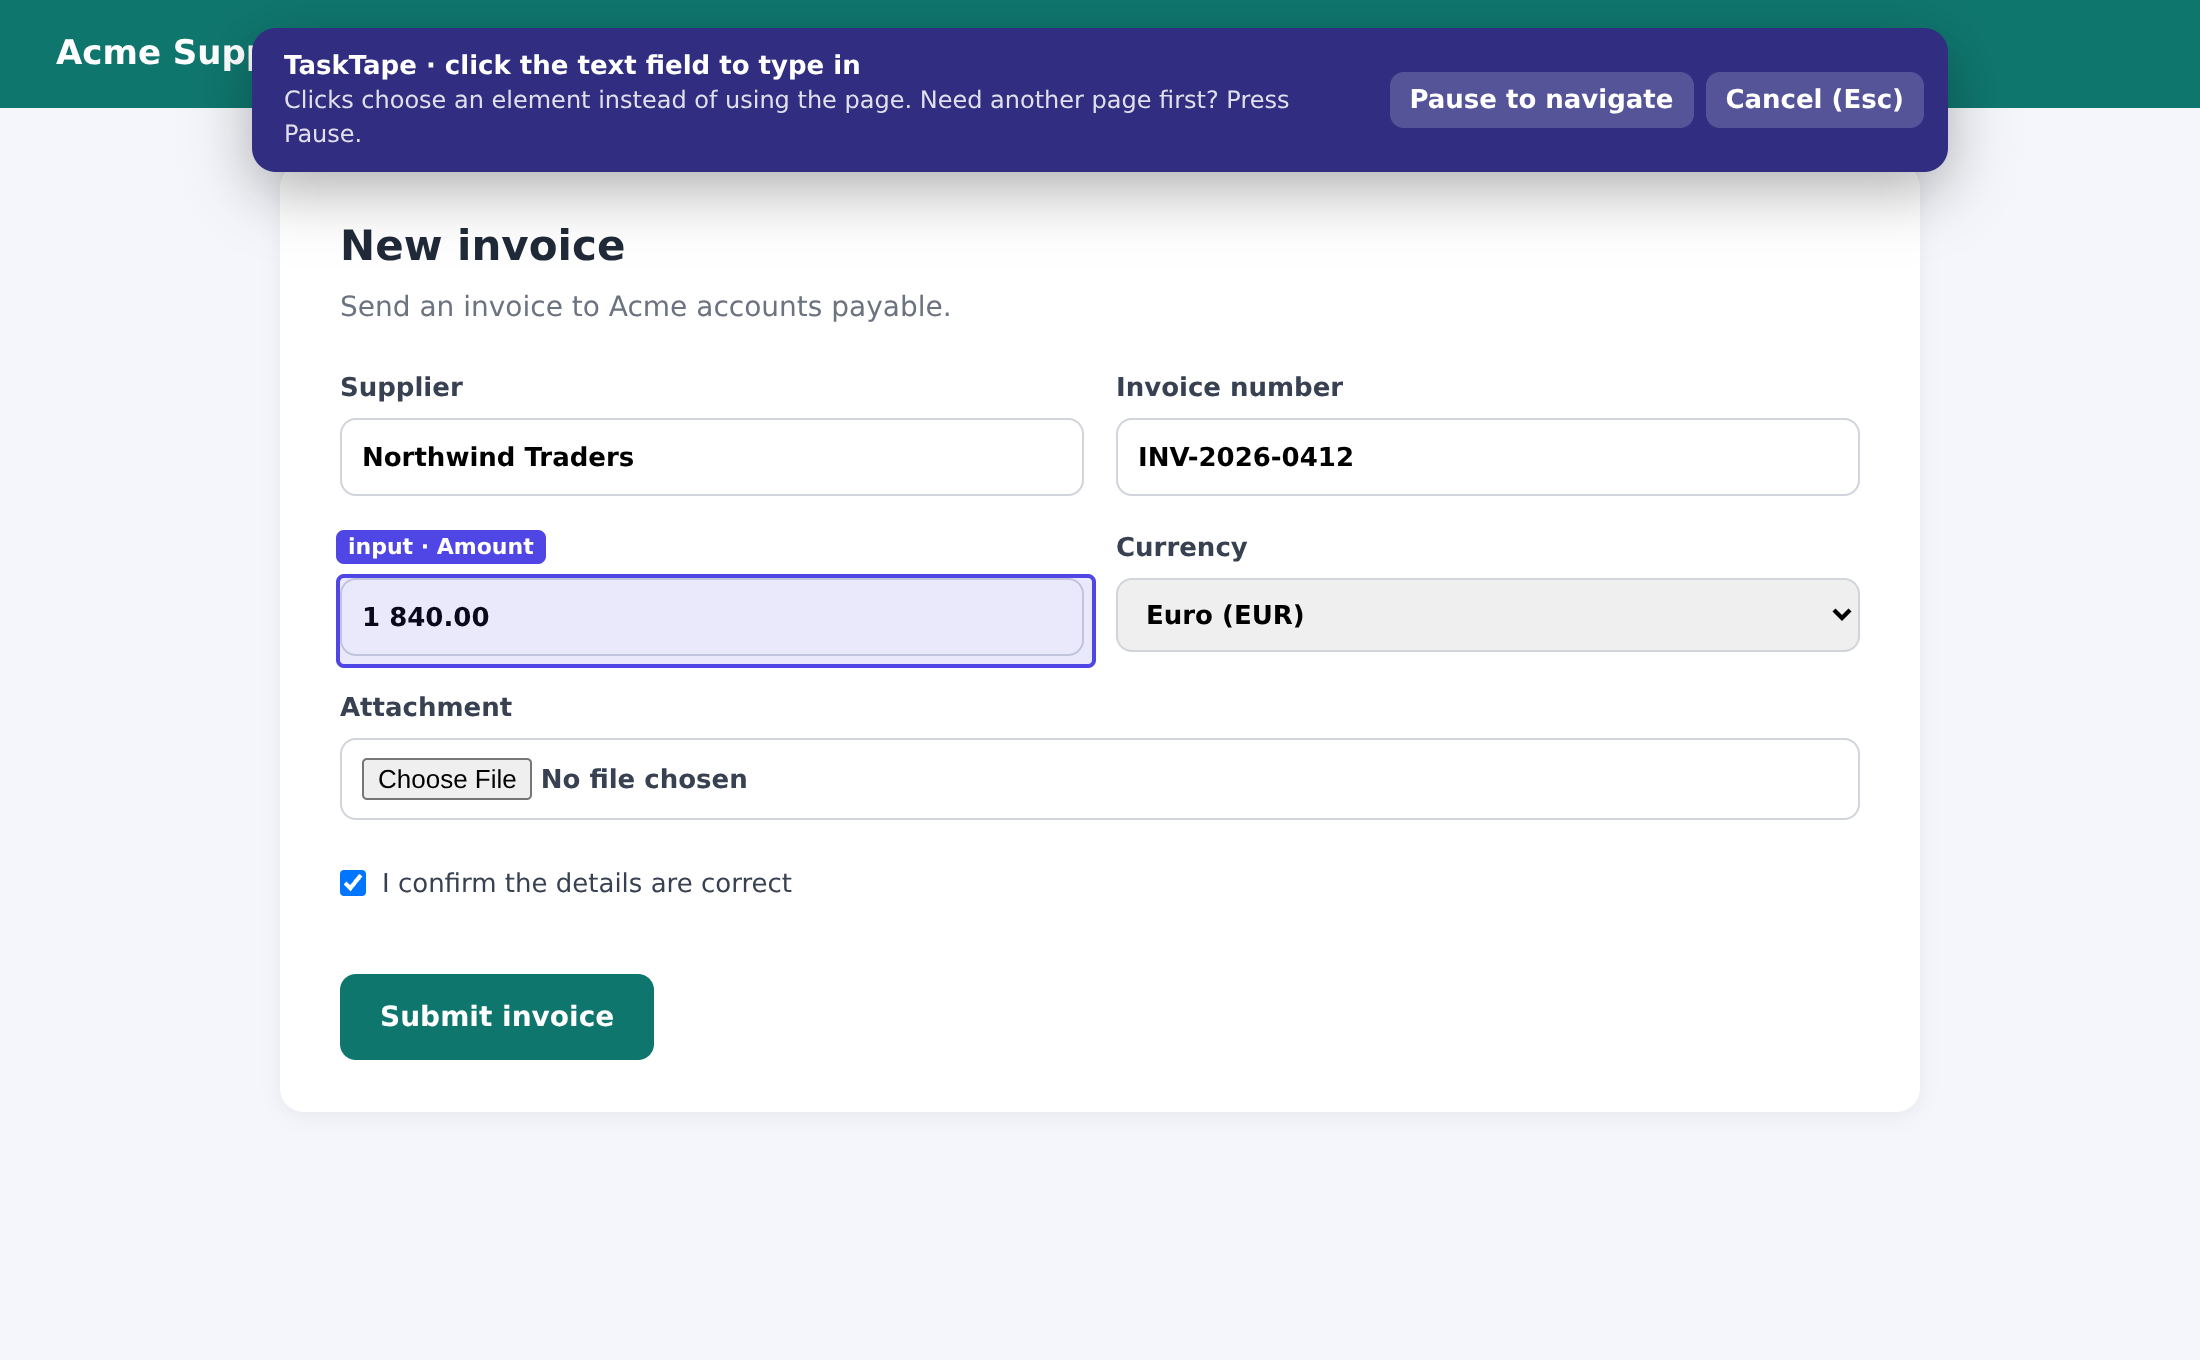 Acme Supp
TaskTape · click the text field to type in
Clicks choose an element instead of using the page. Need another page first? Press
Pause.
Pause to navigate
Cancel (Esc)
New invoice
Send an invoice to Acme accounts payable.
Supplier
Invoice number
Northwind Traders
INV-2026-0412
input · Amount
Currency
1 840.00
Euro (EUR)
Attachment
Choose File No file chosen
I confirm the details are correct
Submit invoice